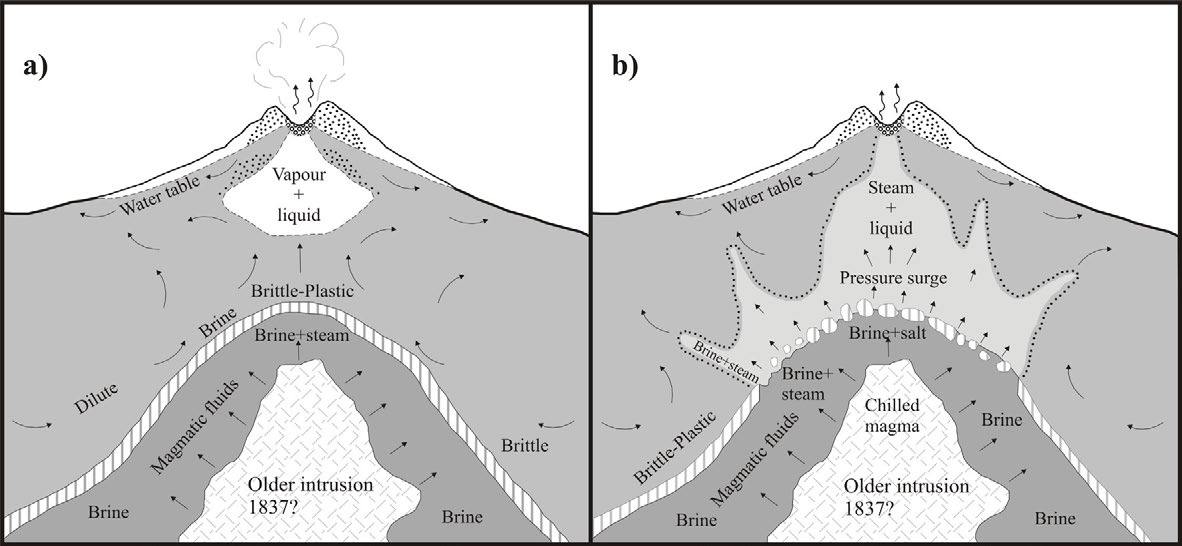 a)
Vapour
+
liquid
Water table
Brittle-Plastic
Brine
Brine+steam
Dilute
Magmatic fluids
Brittle
Older intrusion
1837?
Brine
Brine
b)
Steam
+
liquid
Water table
Pressure surge
Brine+salt
Brine+steam
Brine+
steam
Chilled
magma
Brine
Brittle-Plastic
Magmatic fluids
Older intrusion
1837?
Brine
Brine